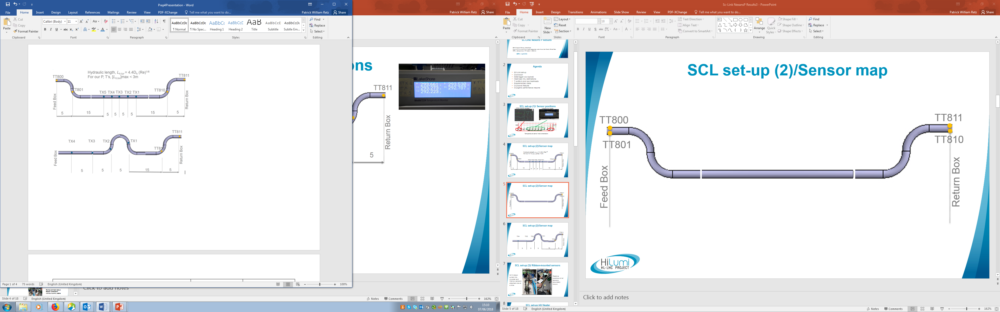 Prep4Presentation - Word
File Home Insert Design Layout References Mailings Review View PDF-XChange Tell me what you want to do... Patrick William Retz Share
Paste
Cut
Copy
Format Painter
Clipboard
Calibri (Body) 11
Font
Paragraph
AaBbCcDc AaBbCcDc AaBbCc AaBbCcE AaB AaBbCcE AaBbCcDc
¶ Normal ¶ No Spac... Heading 1 Heading 2 Title Subtitle Subtle Em...
Styles
Find
Replace
Select
Editing
Hydraulic length, Lh,tur = 4.4Dh (Re)1/6
For our P, T's, [Lh,tur]max < 3m
TT800
TT811
TT801
TX5 TX4 TX3 TX2 TX1
TT810
Feed Box
Return Box
5 15 5 5 5 5 15 5
TT811
TX4 TX3 TX2 TX1
Feed Box
Return Box
5 5 5 15 5
Page 1 of 4 75 words English (United Kingdom) 100%
Patrick William Retz Share
ons
TT811
Return Box
5
LakeShore
293.661 293.530
293.273 292.787
292.223
Model 224 Temperature Monitor
Click to add notes
Slide 4 of 18 English (United Kingdom) Notes Comments 162%
15:10
07/06/2018
Sc-Link NexansP Results3 - PowerPoint
File Home Insert Design Transitions Animations Slide Show Review View PDF-XChange Tell me what you want to do... Patrick William Retz Share
Paste
Cut
Copy
Format Painter
Clipboard
New
Slide
Layout
Reset
Section
Slides
18
Font
Text Direction
Align Text
Convert to SmartArt
Paragraph
Arrange
Quick
Styles
Shape Fill
Shape Outline
Shape Effects
Drawing
Find
Replace
Select
Editing
SC-Link/ Nexans P Results
2
Agenda
3
SCL set-up (1)/ Sensor positions
4
SCL set-up (2)/Sensor map
5
SCL set-up (2)/Sensor map
6
SCL set-up (2)/Sensor map
7
SCL set-up (3)/ Ribbon-mounted sensors
8
SCL set-up (4)/ Heater
SCL set-up (2)/Sensor map
TT800
TT801
TT811
TT810
Feed Box
Return Box
HiLumi
HL-LHC PROJECT
Click to add notes
Slide 5 of 18 English (United Kingdom) Notes Comments 162%